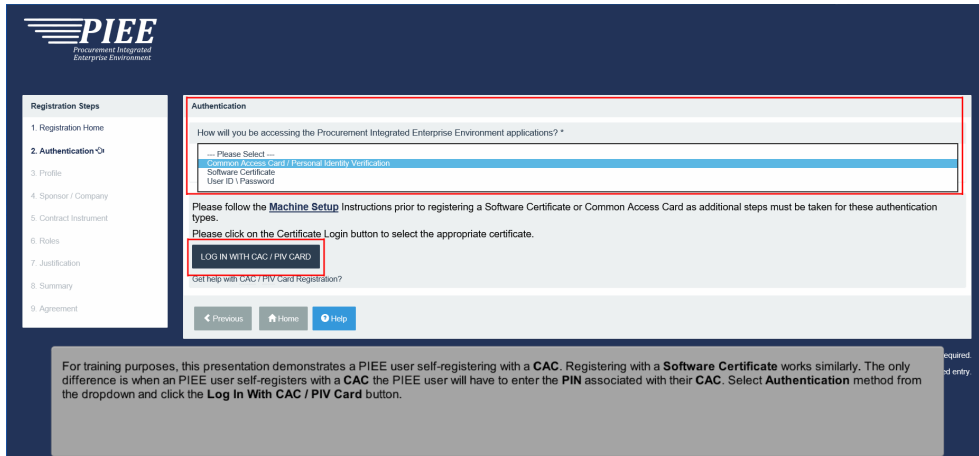 PIEE
Procurement Integrated
Enterprise Environment
Registration Steps
1. Registration Home
2. Authentication
3. Profile
4. Sponsor / Company
5. Contract Instrument
6. Roles
7. Justification
8. Summary
9. Agreement
Authentication
How will you be accessing the Procurement Integrated Enterprise Environment applications? *
--- Please Select ---
Common Access Card / Personal Identity Verification
Software Certificate
User ID \ Password
Please follow the Machine Setup Instructions prior to registering a Software Certificate or Common Access Card as additional steps must be taken for these authentication
types.
Please click on the Certificate Login button to select the appropriate certificate.
LOG IN WITH CAC / PIV CARD
Get help with CAC / PIV Card Registration?
Previous
Home
Help
equired.
ed entry.
For training purposes, this presentation demonstrates a PIEE user self-registering with a CAC. Registering with a Software Certificate works similarly. The only
difference is when an PIEE user self-registers with a CAC the PIEE user will have to enter the PIN associated with their CAC. Select Authentication method from
the dropdown and click the Log In With CAC / PIV Card button.